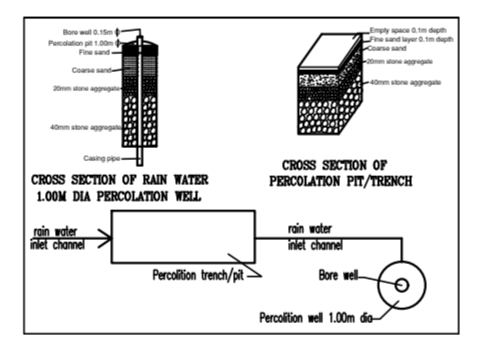 Bore well 0.15m ϕ
Percolation pit 1.00m ϕ
Fine sand
Coarse sand
20mm stone aggregate
40mm stone aggregate
Casing pipe
CROSS SECTION OF RAIN WATER
1.00M DIA PERCOLATION WELL
Empty space 0.1m depth
Fine sand layer 0.1m depth
Coarse sand
20mm stone aggregate
40mm stone aggregate
CROSS SECTION OF
PERCOLATION PIT/TRENCH
rain water
inlet channel
Percolition trench/pit
rain water
inlet channel
Bore well
Percolition well 1.00m dia